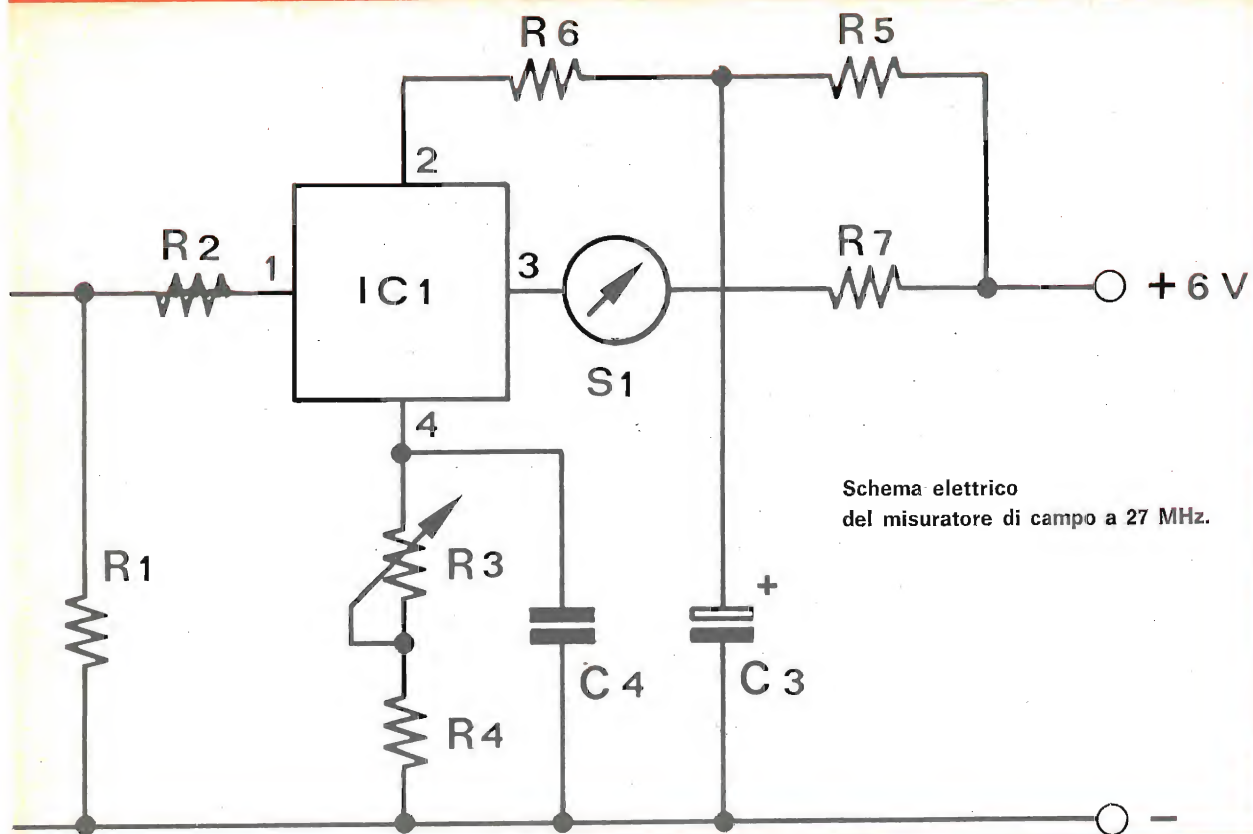 R6
R5
2
R2
1
IC1
3
R7
+ 6 V
S1
4
Schema elettrico
del misuratore di campo a 27 MHz.
R1
R3
+
C4
C3
R4
−